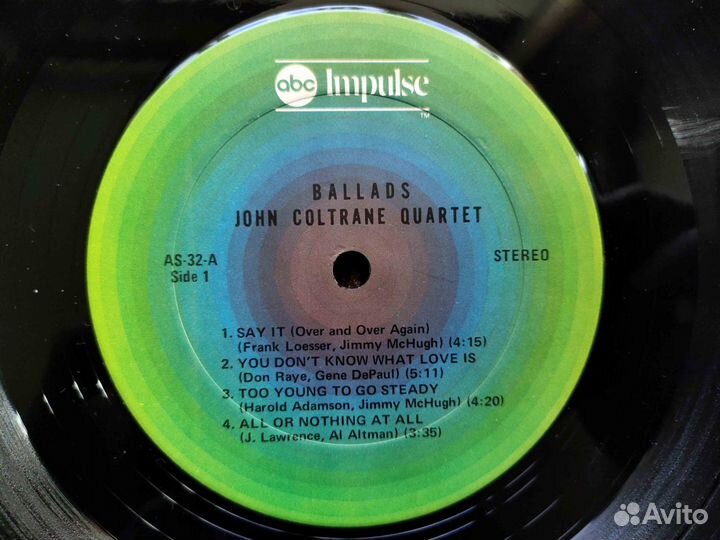 abc Impulse
TM
BALLADS
JOHN COLTRANE QUARTET
AS-32-A
Side 1
STEREO
1. SAY IT (Over and Over Again)
(Frank Loesser, Jimmy McHugh) (4:15)
2. YOU DON'T KNOW WHAT LOVE IS
(Don Raye, Gene DePaul) (5:11)
3. TOO YOUNG TO GO STEADY
(Harold Adamson, Jimmy McHugh) (4:20)
4. ALL OR NOTHING AT ALL
(J. Lawrence, Al Altman) (3:35)
Avito